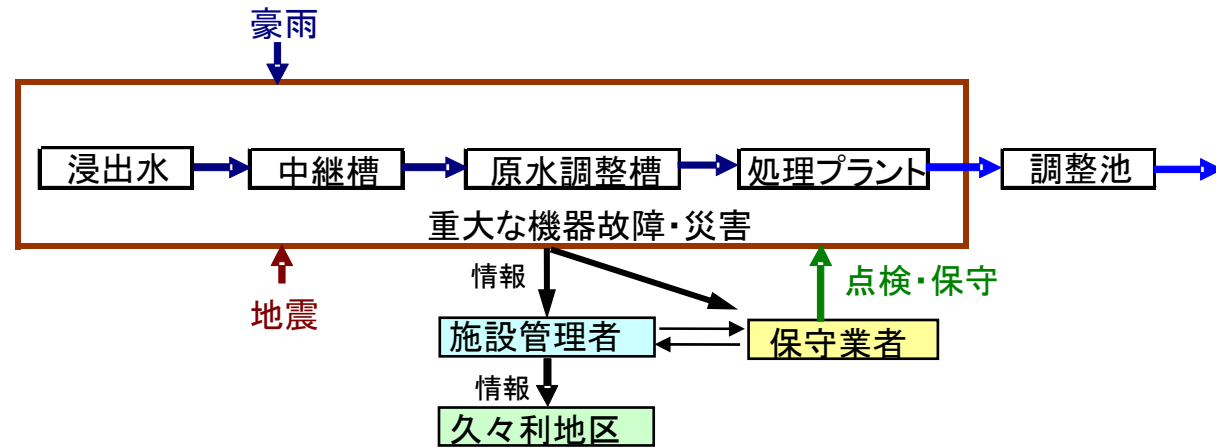 豪雨
浸出水
中継槽
原水調整槽
処理プラント
調整池
重大な機器故障・災害
地震
情報
点検・保守
施設管理者
保守業者
情報
久々利地区